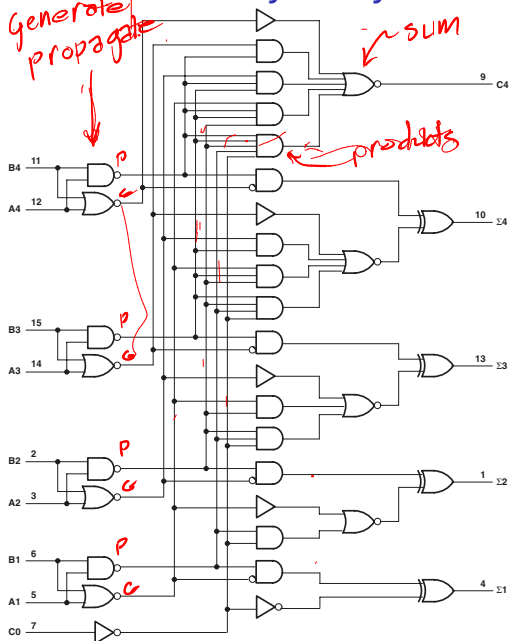 Generate
propagate
sum
9 C4
products
B4 11 P
A4 12 G
10 Σ4
B3 15 P
A3 14 G
13 Σ3
B2 2 P
A2 3 G
1 Σ2
B1 6 P
A1 5 G
4 Σ1
C0 7